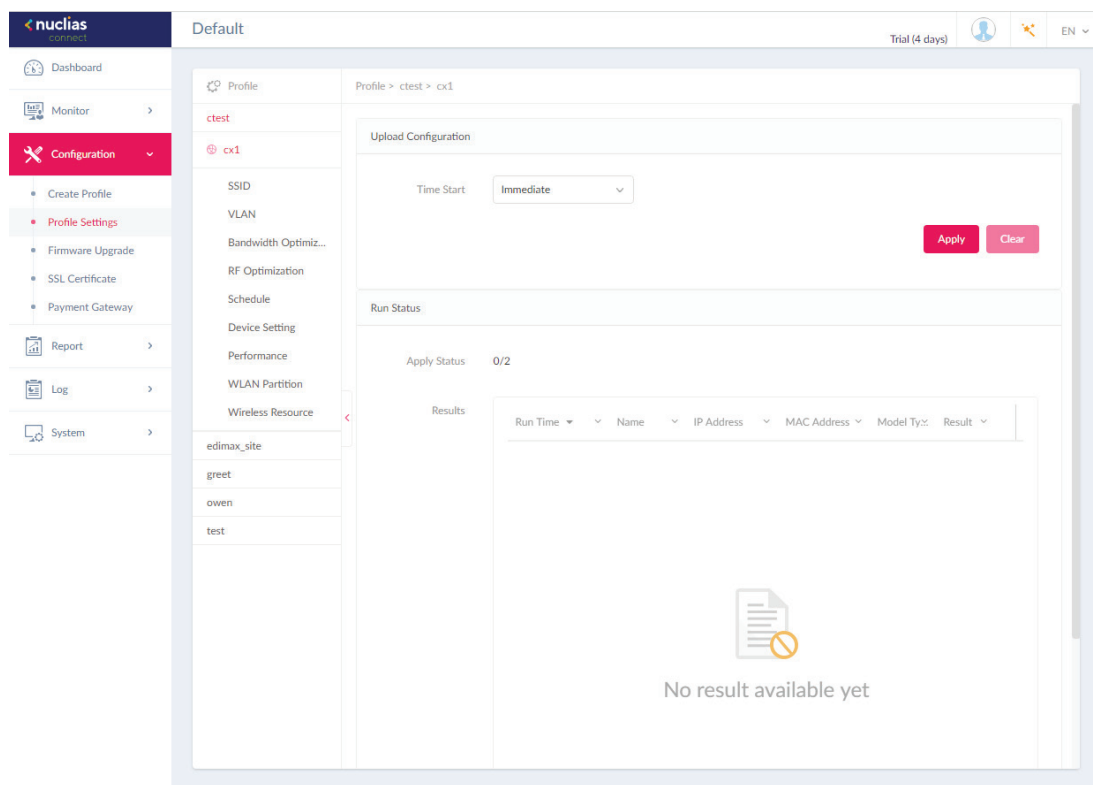 nuclias
connect
Default
Trial (4 days)
EN
Dashboard
Monitor
Configuration
Create Profile
Profile Settings
Firmware Upgrade
SSL Certificate
Payment Gateway
Report
Log
System
Profile
ctest
cx1
SSID
VLAN
Bandwidth Optimiz...
RF Optimization
Schedule
Device Setting
Performance
WLAN Partition
Wireless Resource
edimax_site
greet
owen
test
Profile > ctest > cx1
Upload Configuration
Time Start Immediate
Apply Clear
Run Status
Apply Status 0/2
Results
Run Time Name IP Address MAC Address Model Ty... Result
No result available yet